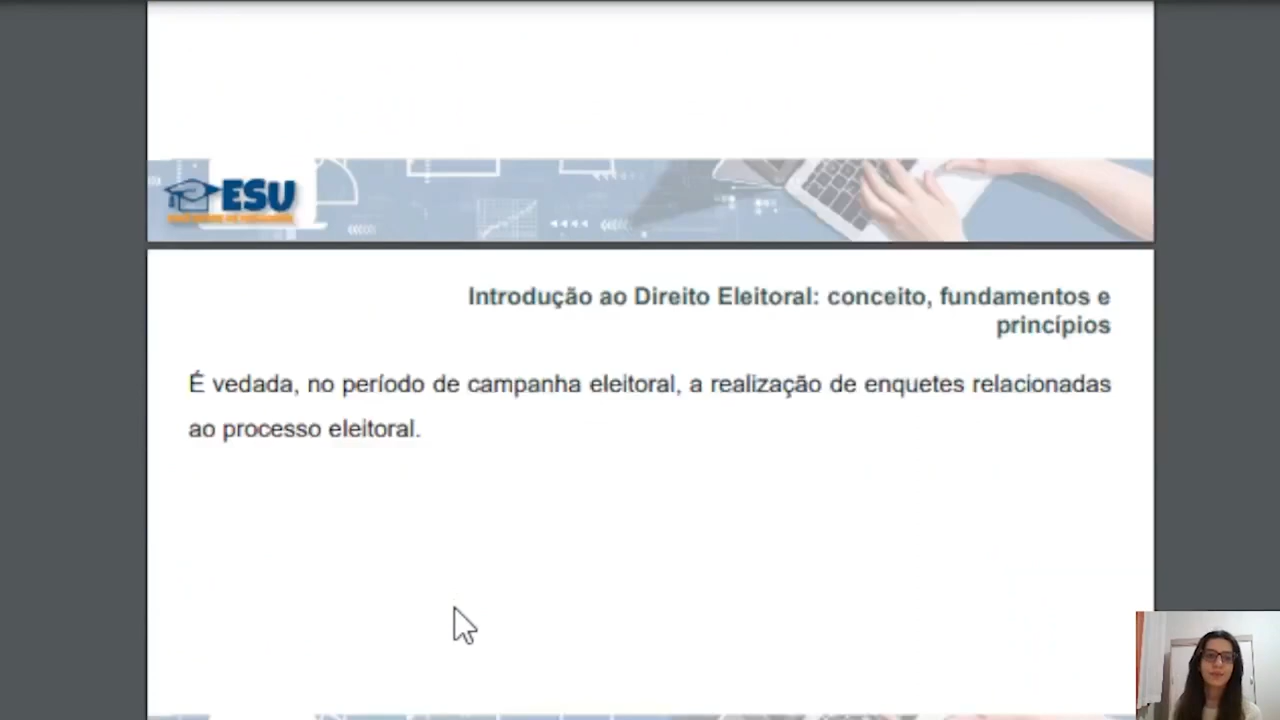 ESU
Introdução ao Direito Eleitoral: conceito, fundamentos e
princípios
É vedada, no período de campanha eleitoral, a realização de enquetes relacionadas
ao processo eleitoral.